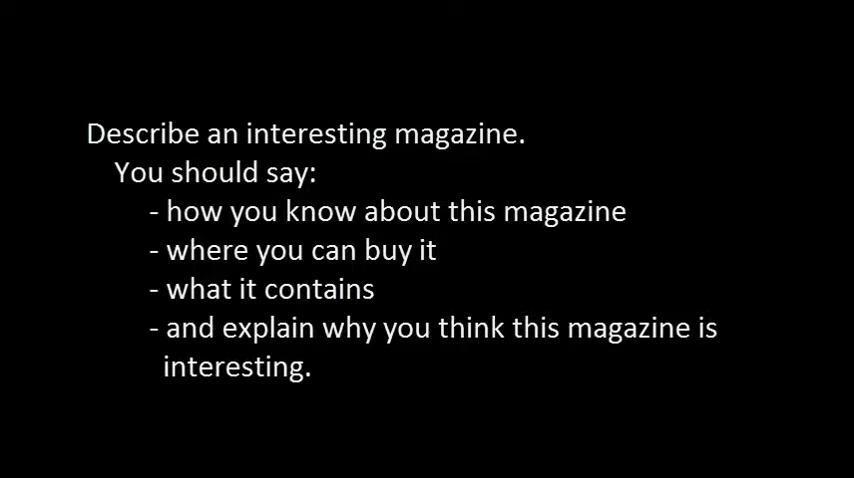 Describe an interesting magazine.
You should say:
- how you know about this magazine
- where you can buy it
- what it contains
- and explain why you think this magazine is
interesting.